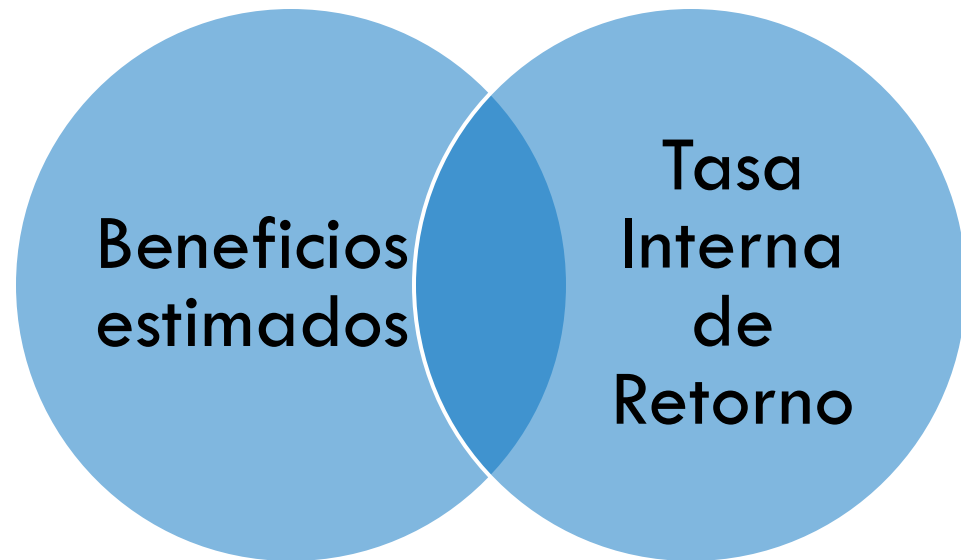 Beneficios
estimados
Tasa
Interna
de
Retorno